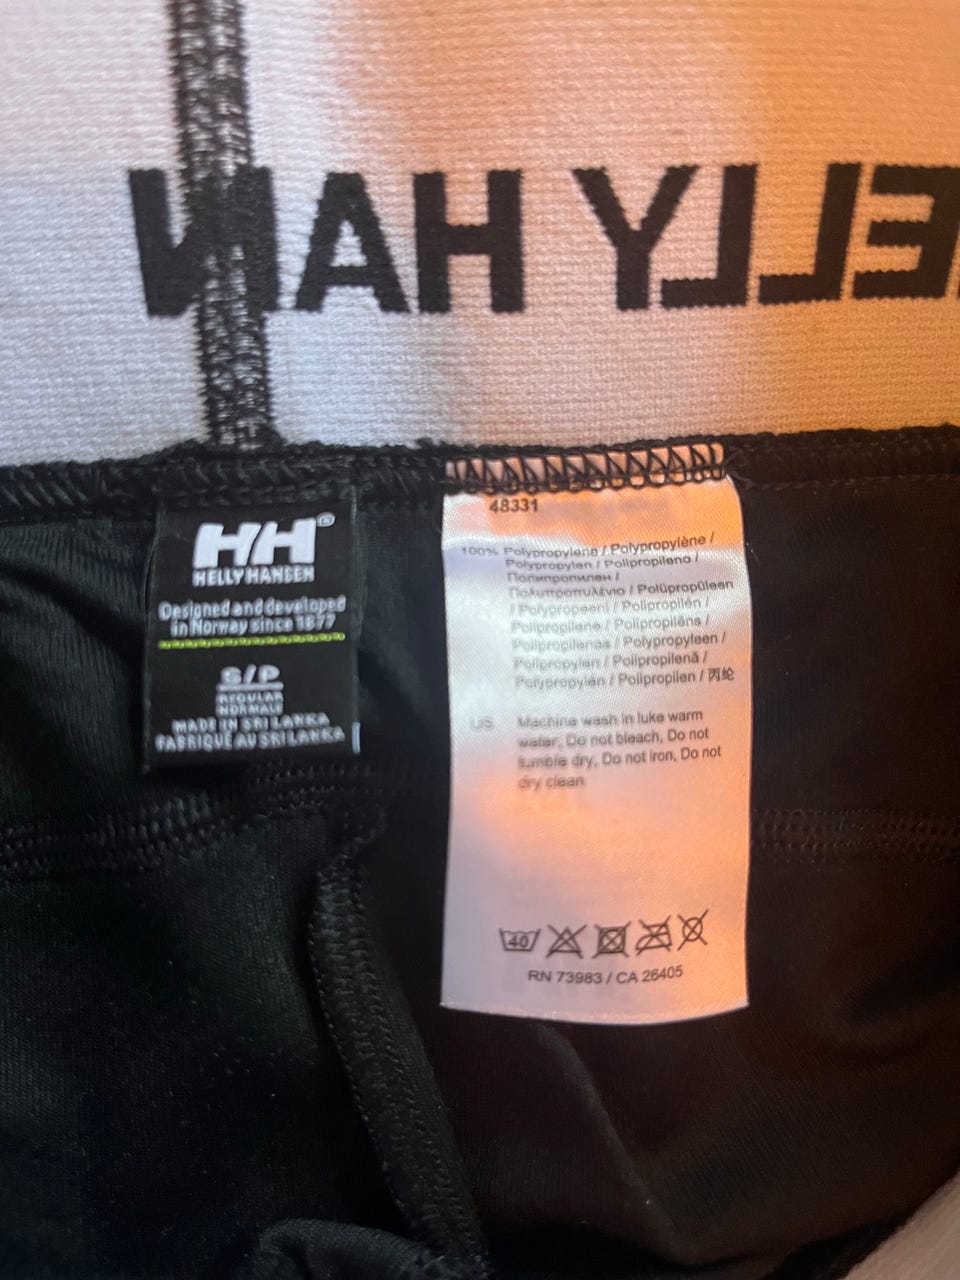 ELLY HAN
48331
HH®
HELLY HANSEN
Designed and developed
in Norway since 1877
S/P
REGULAR
NORMALE
MADE IN SRI LANKA
FABRIQUÉ AU SRI LANKA
100% Polypropylene / Polypropylène /
Polypropylen / Polipropileno /
Полипропилен /
Πολυπροπυλένιο / Polüpropüleen
/ Polypropeeni / Polipropilén /
Polipropilene / Polipropilēns /
Polipropilenas / Polypropyleen /
Polipropylen / Polipropilenă /
Polypropylén / Polipropilen / 丙纶
US Machine wash in luke warm
water, Do not bleach, Do not
tumble dry, Do not iron, Do not
dry clean
40
RN 73983 / CA 26405